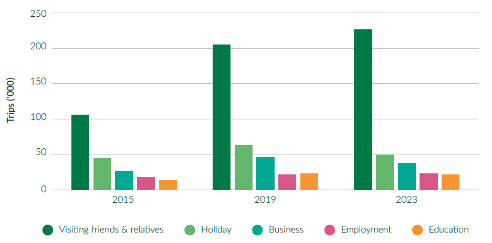 250
200
150
100
50
0
Trips ('000)
2015 2019 2023
Visiting friends & relatives Holiday Business Employment Education